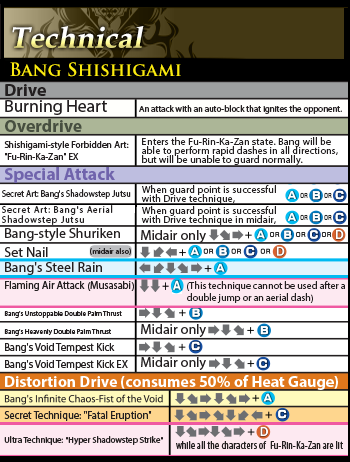 Technical
BANG SHISHIGAMI
Drive
Burning Heart An attack with an auto-block that ignites the opponent.
Overdrive
Shishigami-style Forbidden Art: "Fu-Rin-Ka-Zan" EX
Enters the Fu-Rin-Ka-Zan state. Bang will be able to perform rapid dashes in all directions, but will be unable to guard normally.
Special Attack
Secret Art: Bang's Shadowstep Jutsu
When guard point is successful with Drive technique, A OR B OR C
Secret Art: Bang's Aerial Shadowstep Jutsu
When guard point is successful with Drive technique in midair, A OR B OR C
Bang-style Shuriken Midair only ⬇⬊➡+A OR B OR C OR D
Set Nail (midair also) ⬇⬋⬅+A OR B OR C OR D
Bang's Steel Rain ⬅⬋⬇⬊➡+A
Flaming Air Attack (Musasabi) ⬇⬇+A (This technique cannot be used after a double jump or an aerial dash)
Bang's Unstoppable Double Palm Thrust ➡⬇⬊+B
Bang's Heavenly Double Palm Thrust Midair only ➡⬇⬊+B
Bang's Void Tempest Kick ➡⬇⬊+C
Bang's Void Tempest Kick EX Midair only ➡⬇⬊+C
Distortion Drive (consumes 50% of Heat Gauge)
Bang's Infinite Chaos-Fist of the Void ⬇⬊➡⬇⬊➡+A
Secret Technique: "Fatal Eruption" ⬇⬊➡⬊⬇⬋⬅+C
Ultra Technique: "Hyper Shadowstep Strike" ⬇⬊➡⬇⬊➡+D
while all the characters of Fu-Rin-Ka-Zan are lit